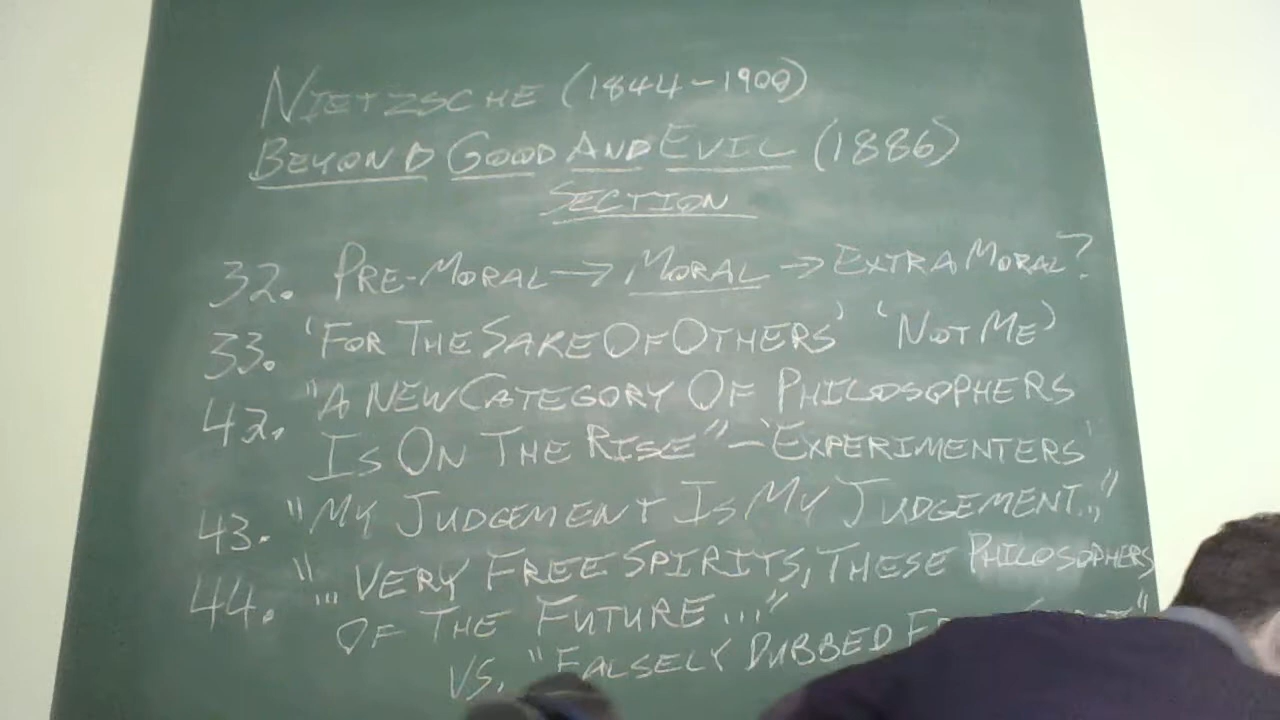 NIETZSCHE (1844-1900)
BEYOND GOOD AND EVIL (1886)
SECTION
32. PRE-MORAL → MORAL → EXTRA MORAL?
33. 'FOR THE SAKE OF OTHERS' 'NOT ME)
42. "A NEW CATEGORY OF PHILOSOPHERS
IS ON THE RISE" - 'EXPERIMENTERS'
43. "MY JUDGEMENT IS MY JUDGEMENT.,"
44. "... VERY FREE SPIRITS, THESE PHILOSOPHERS
OF THE FUTURE..."
VS. "FALSELY DUBBED